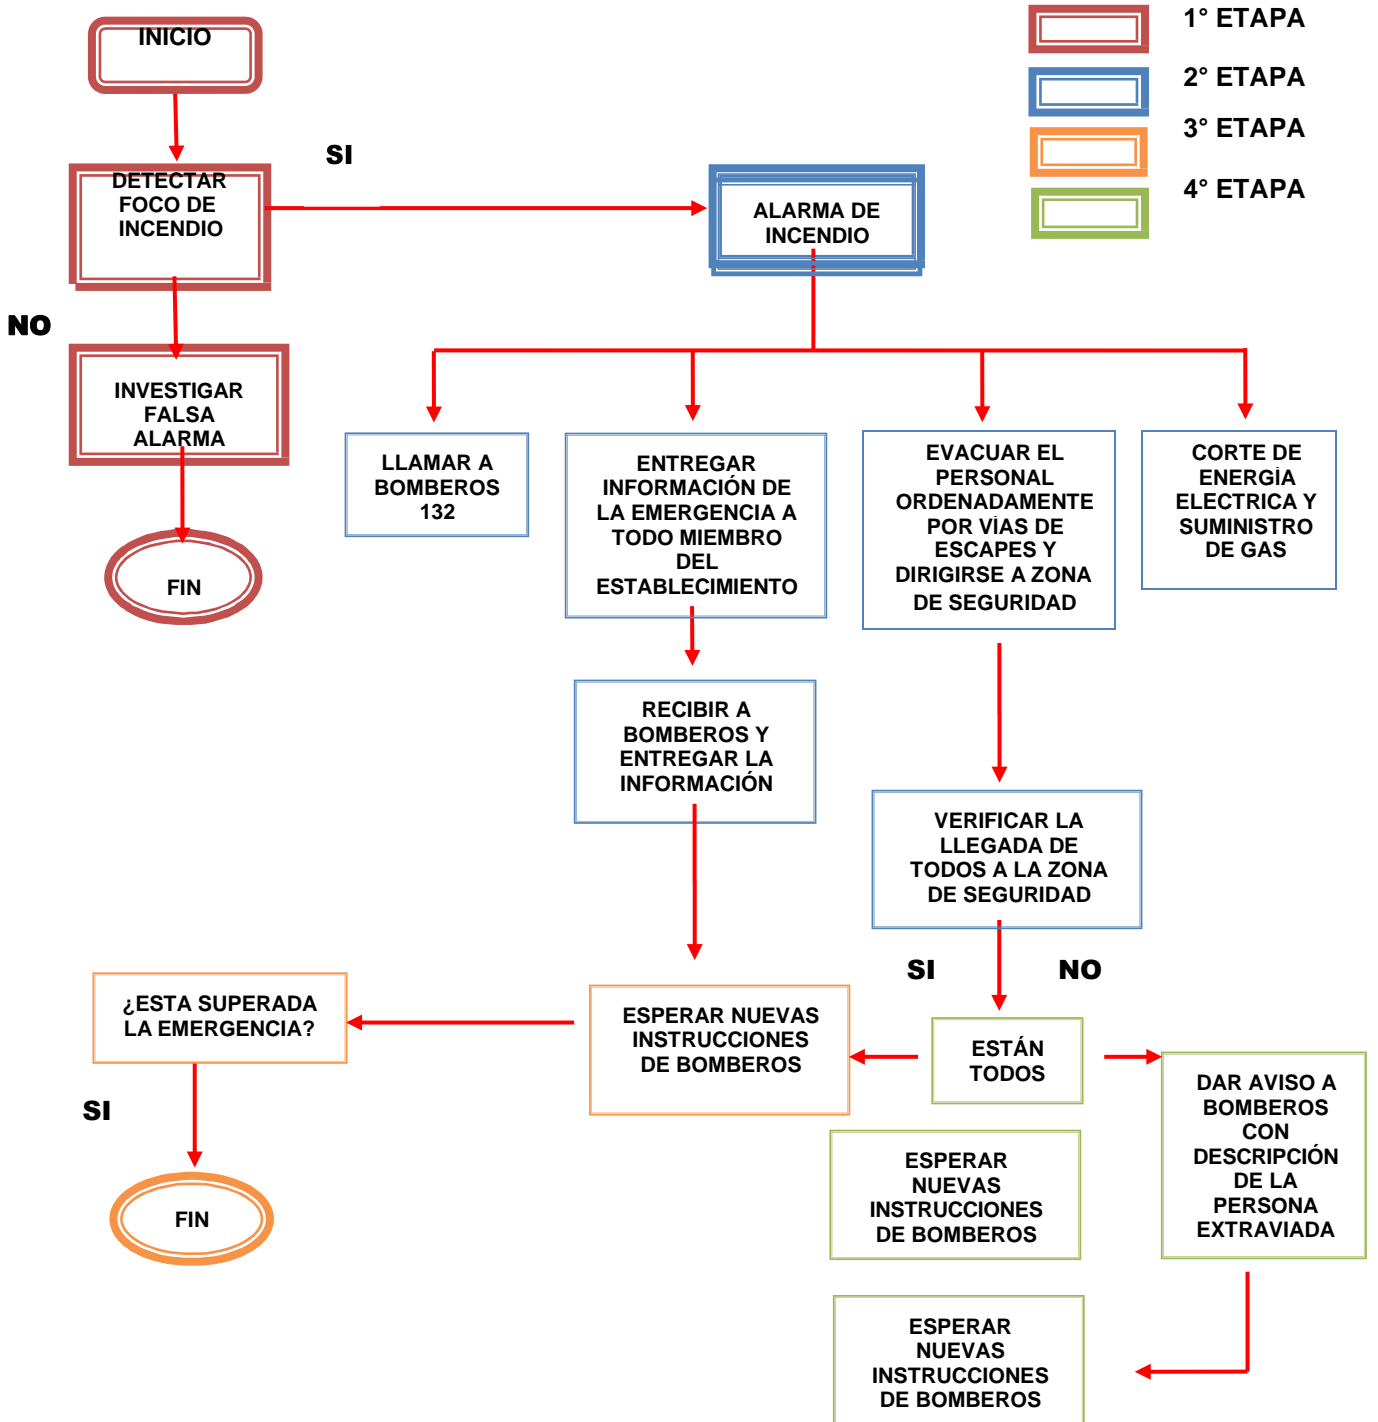 INICIO
1° ETAPA
2° ETAPA
3° ETAPA
4° ETAPA
SI
DETECTAR
FOCO DE
INCENDIO
ALARMA DE
INCENDIO
NO
INVESTIGAR
FALSA
ALARMA
FIN
LLAMAR A
BOMBEROS
132
ENTREGAR
INFORMACIÓN DE
LA EMERGENCIA A
TODO MIEMBRO
DEL
ESTABLECIMIENTO
EVACUAR EL
PERSONAL
ORDENADAMENTE
POR VÍAS DE
ESCAPES Y
DIRIGIRSE A ZONA
DE SEGURIDAD
CORTE DE
ENERGÍA
ELECTRICA Y
SUMINISTRO
DE GAS
RECIBIR A
BOMBEROS Y
ENTREGAR LA
INFORMACIÓN
VERIFICAR LA
LLEGADA DE
TODOS A LA ZONA
DE SEGURIDAD
SI
NO
¿ESTA SUPERADA
LA EMERGENCIA?
ESPERAR NUEVAS
INSTRUCCIONES
DE BOMBEROS
ESTÁN
TODOS
DAR AVISO A
BOMBEROS
CON
DESCRIPCIÓN
DE LA
PERSONA
EXTRAVIADA
SI
FIN
ESPERAR
NUEVAS
INSTRUCCIONES
DE BOMBEROS
ESPERAR
NUEVAS
INSTRUCCIONES
DE BOMBEROS